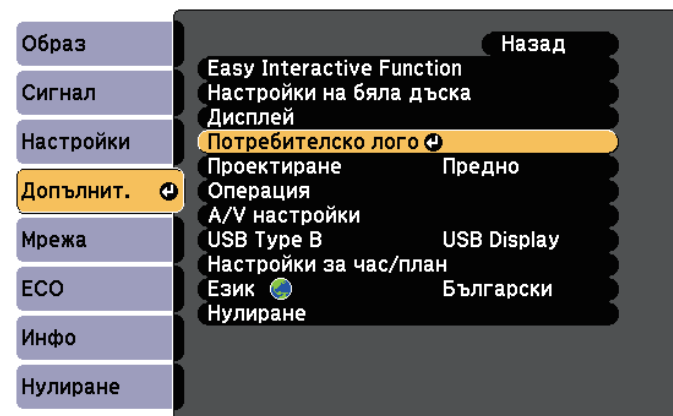 Образ
Сигнал
Настройки
Допълнит.
Мрежа
ECO
Инфо
Нулиране
Назад
Easy Interactive Function
Настройки на бяла дъска
Дисплей
Потребителско лого
Проектиране Предно
Операция
A/V настройки
USB Type B USB Display
Настройки за час/план
Език Български
Нулиране